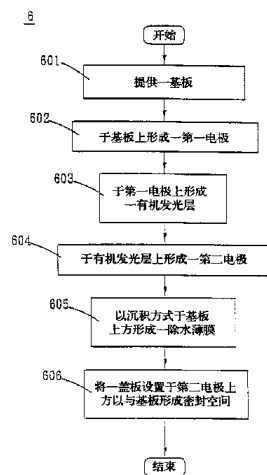 6
开始
601
提供一基板
602
于基板上形成一第一电极
603
于第一电极上形成
一有机发光层
604
于有机发光层上形成一第二电极
605
以沉积方式于基板
上方形成一除水薄膜
606
将一盖板设置于第二电极上
方以与基板形成密封空间
结束